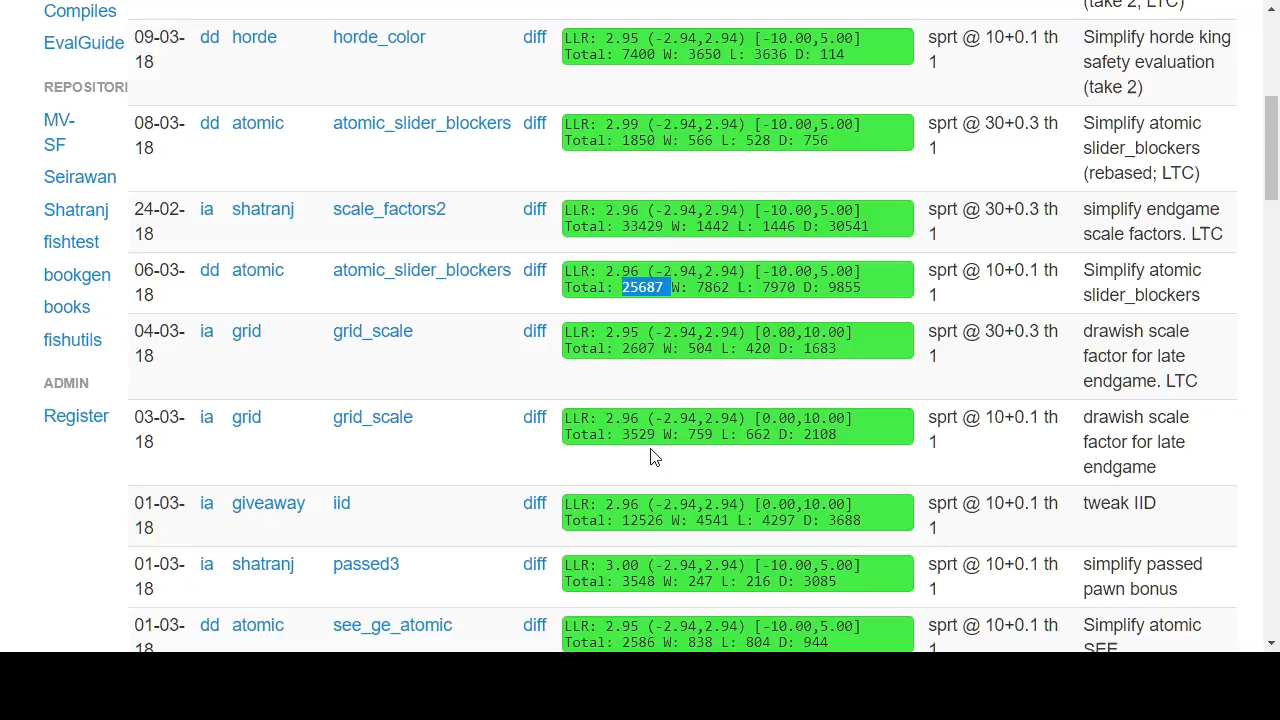 Compiles
EvalGuide
REPOSITORI
MV-
SF
Seirawan
Shatranj
fishtest
bookgen
books
fishutils
ADMIN
Register
(take 2, LTC)
09-03- dd horde horde_color diff LLR: 2.95 (-2.94,2.94) [-10.00,5.00] sprt @ 10+0.1 th Simplify horde king
18 Total: 7400 W: 3650 L: 3636 D: 114 1 safety evaluation
(take 2)
08-03- dd atomic atomic_slider_blockers diff LLR: 2.99 (-2.94,2.94) [-10.00,5.00] sprt @ 30+0.3 th Simplify atomic
18 Total: 1850 W: 566 L: 528 D: 756 1 slider_blockers
(rebased; LTC)
24-02- ia shatranj scale_factors2 diff LLR: 2.96 (-2.94,2.94) [-10.00,5.00] sprt @ 30+0.3 th simplify endgame
18 Total: 33429 W: 1442 L: 1446 D: 30541 1 scale factors. LTC
06-03- dd atomic atomic_slider_blockers diff LLR: 2.96 (-2.94,2.94) [-10.00,5.00] sprt @ 10+0.1 th Simplify atomic
18 Total: 25687 W: 7862 L: 7970 D: 9855 1 slider_blockers
04-03- ia grid grid_scale diff LLR: 2.95 (-2.94,2.94) [0.00,10.00] sprt @ 30+0.3 th drawish scale
18 Total: 2607 W: 504 L: 420 D: 1683 1 factor for late
endgame. LTC
03-03- ia grid grid_scale diff LLR: 2.96 (-2.94,2.94) [0.00,10.00] sprt @ 10+0.1 th drawish scale
18 Total: 3529 W: 759 L: 662 D: 2108 1 factor for late
endgame
01-03- ia giveaway iid diff LLR: 2.96 (-2.94,2.94) [0.00,10.00] sprt @ 10+0.1 th tweak IID
18 Total: 12526 W: 4541 L: 4297 D: 3688 1
01-03- ia shatranj passed3 diff LLR: 3.00 (-2.94,2.94) [-10.00,5.00] sprt @ 10+0.1 th simplify passed
18 Total: 3548 W: 247 L: 216 D: 3085 1 pawn bonus
01-03- dd atomic see_ge_atomic diff LLR: 2.95 (-2.94,2.94) [-10.00,5.00] sprt @ 10+0.1 th Simplify atomic
18 Total: 2586 W: 838 L: 804 D: 944 1 SEE